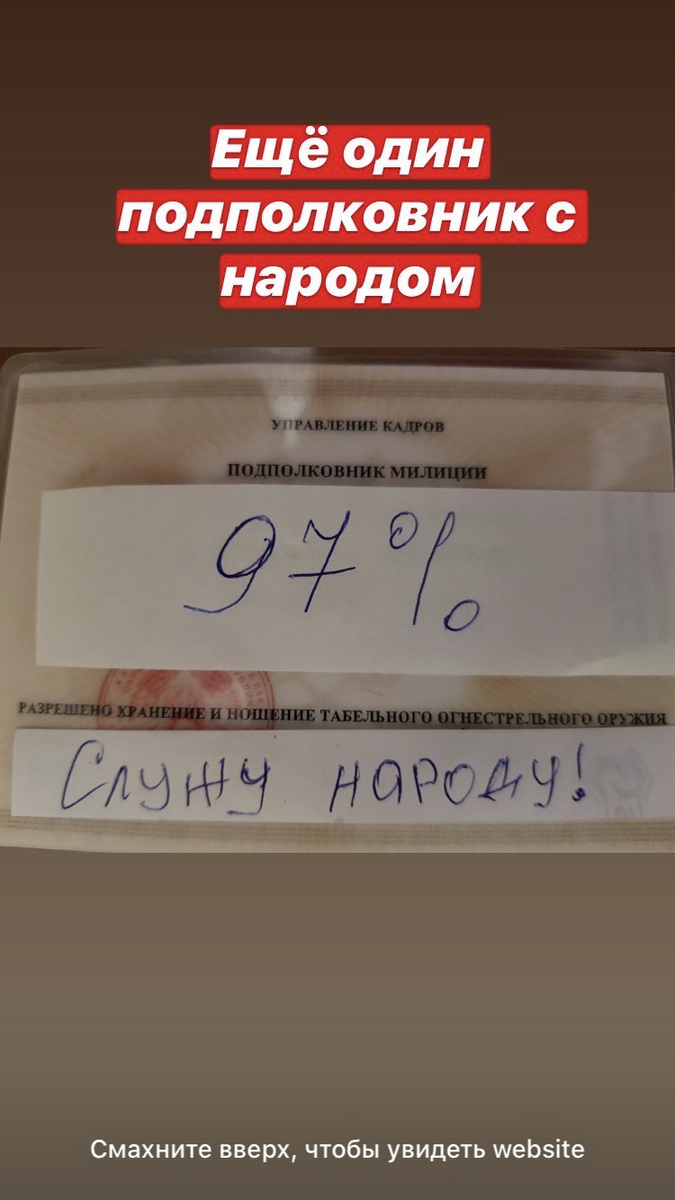 Ещё один
подполковник с
народом
УПРАВЛЕНИЕ КАДРОВ
ПОДПОЛКОВНИК МИЛИЦИИ
97%
РАЗРЕШЕНО ХРАНЕНИЕ И НОШЕНИЕ ТАБЕЛЬНОГО ОГНЕСТРЕЛЬНОГО ОРУЖИЯ
Служу народу!
Смахните вверх, чтобы увидеть website